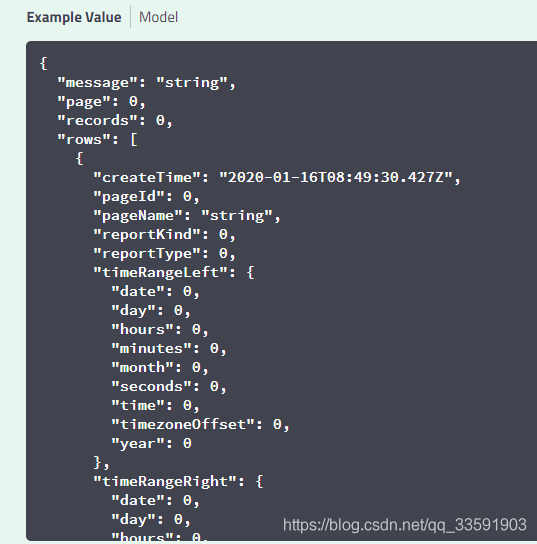 Example Value Model
{
  "message": "string",
  "page": 0,
  "records": 0,
  "rows": [
    {
      "createTime": "2020-01-16T08:49:30.427Z",
      "pageId": 0,
      "pageName": "string",
      "reportKind": 0,
      "reportType": 0,
      "timeRangeLeft": {
        "date": 0,
        "day": 0,
        "hours": 0,
        "minutes": 0,
        "month": 0,
        "seconds": 0,
        "time": 0,
        "timezoneOffset": 0,
        "year": 0
      },
      "timeRangeRight": {
        "date": 0,
        "day": 0,
        "hours": 0,
https://blog.csdn.net/qq_33591903